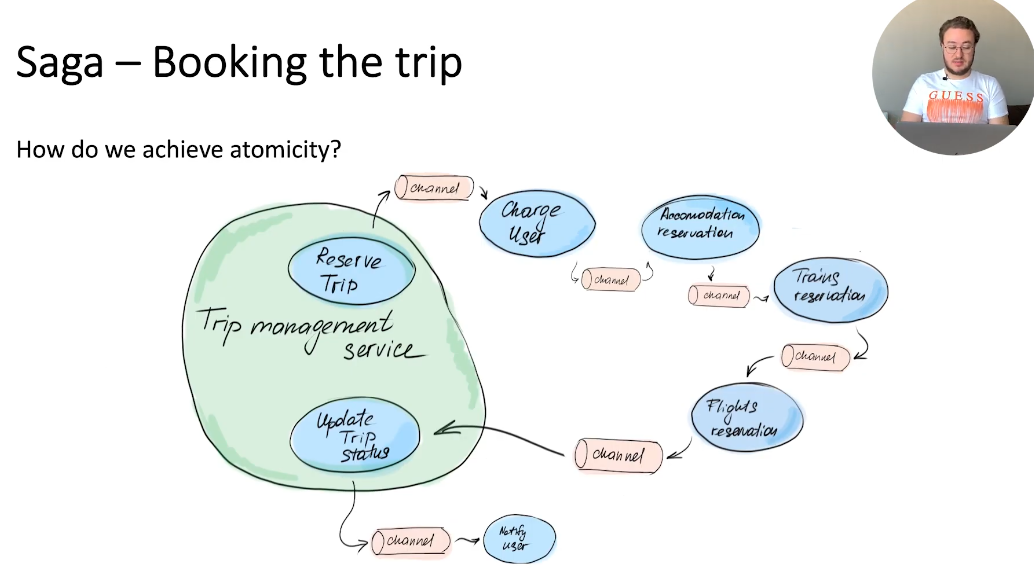 Saga – Booking the trip
How do we achieve atomicity?
GUESS
channel
Charge
User
Accomodation
reservation
channel
channel
Trains
reservation
Reserve
Trip
Trip management
service
channel
Flights
reservation
Update
Trip
Status
channel
channel
Notify
user